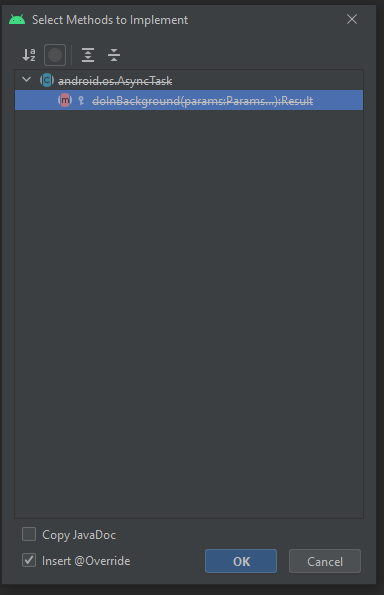 Select Methods to Implement
android.os.AsyncTask
doInBackground(params:Params...):Result
Copy JavaDoc
Insert @Override
OK
Cancel